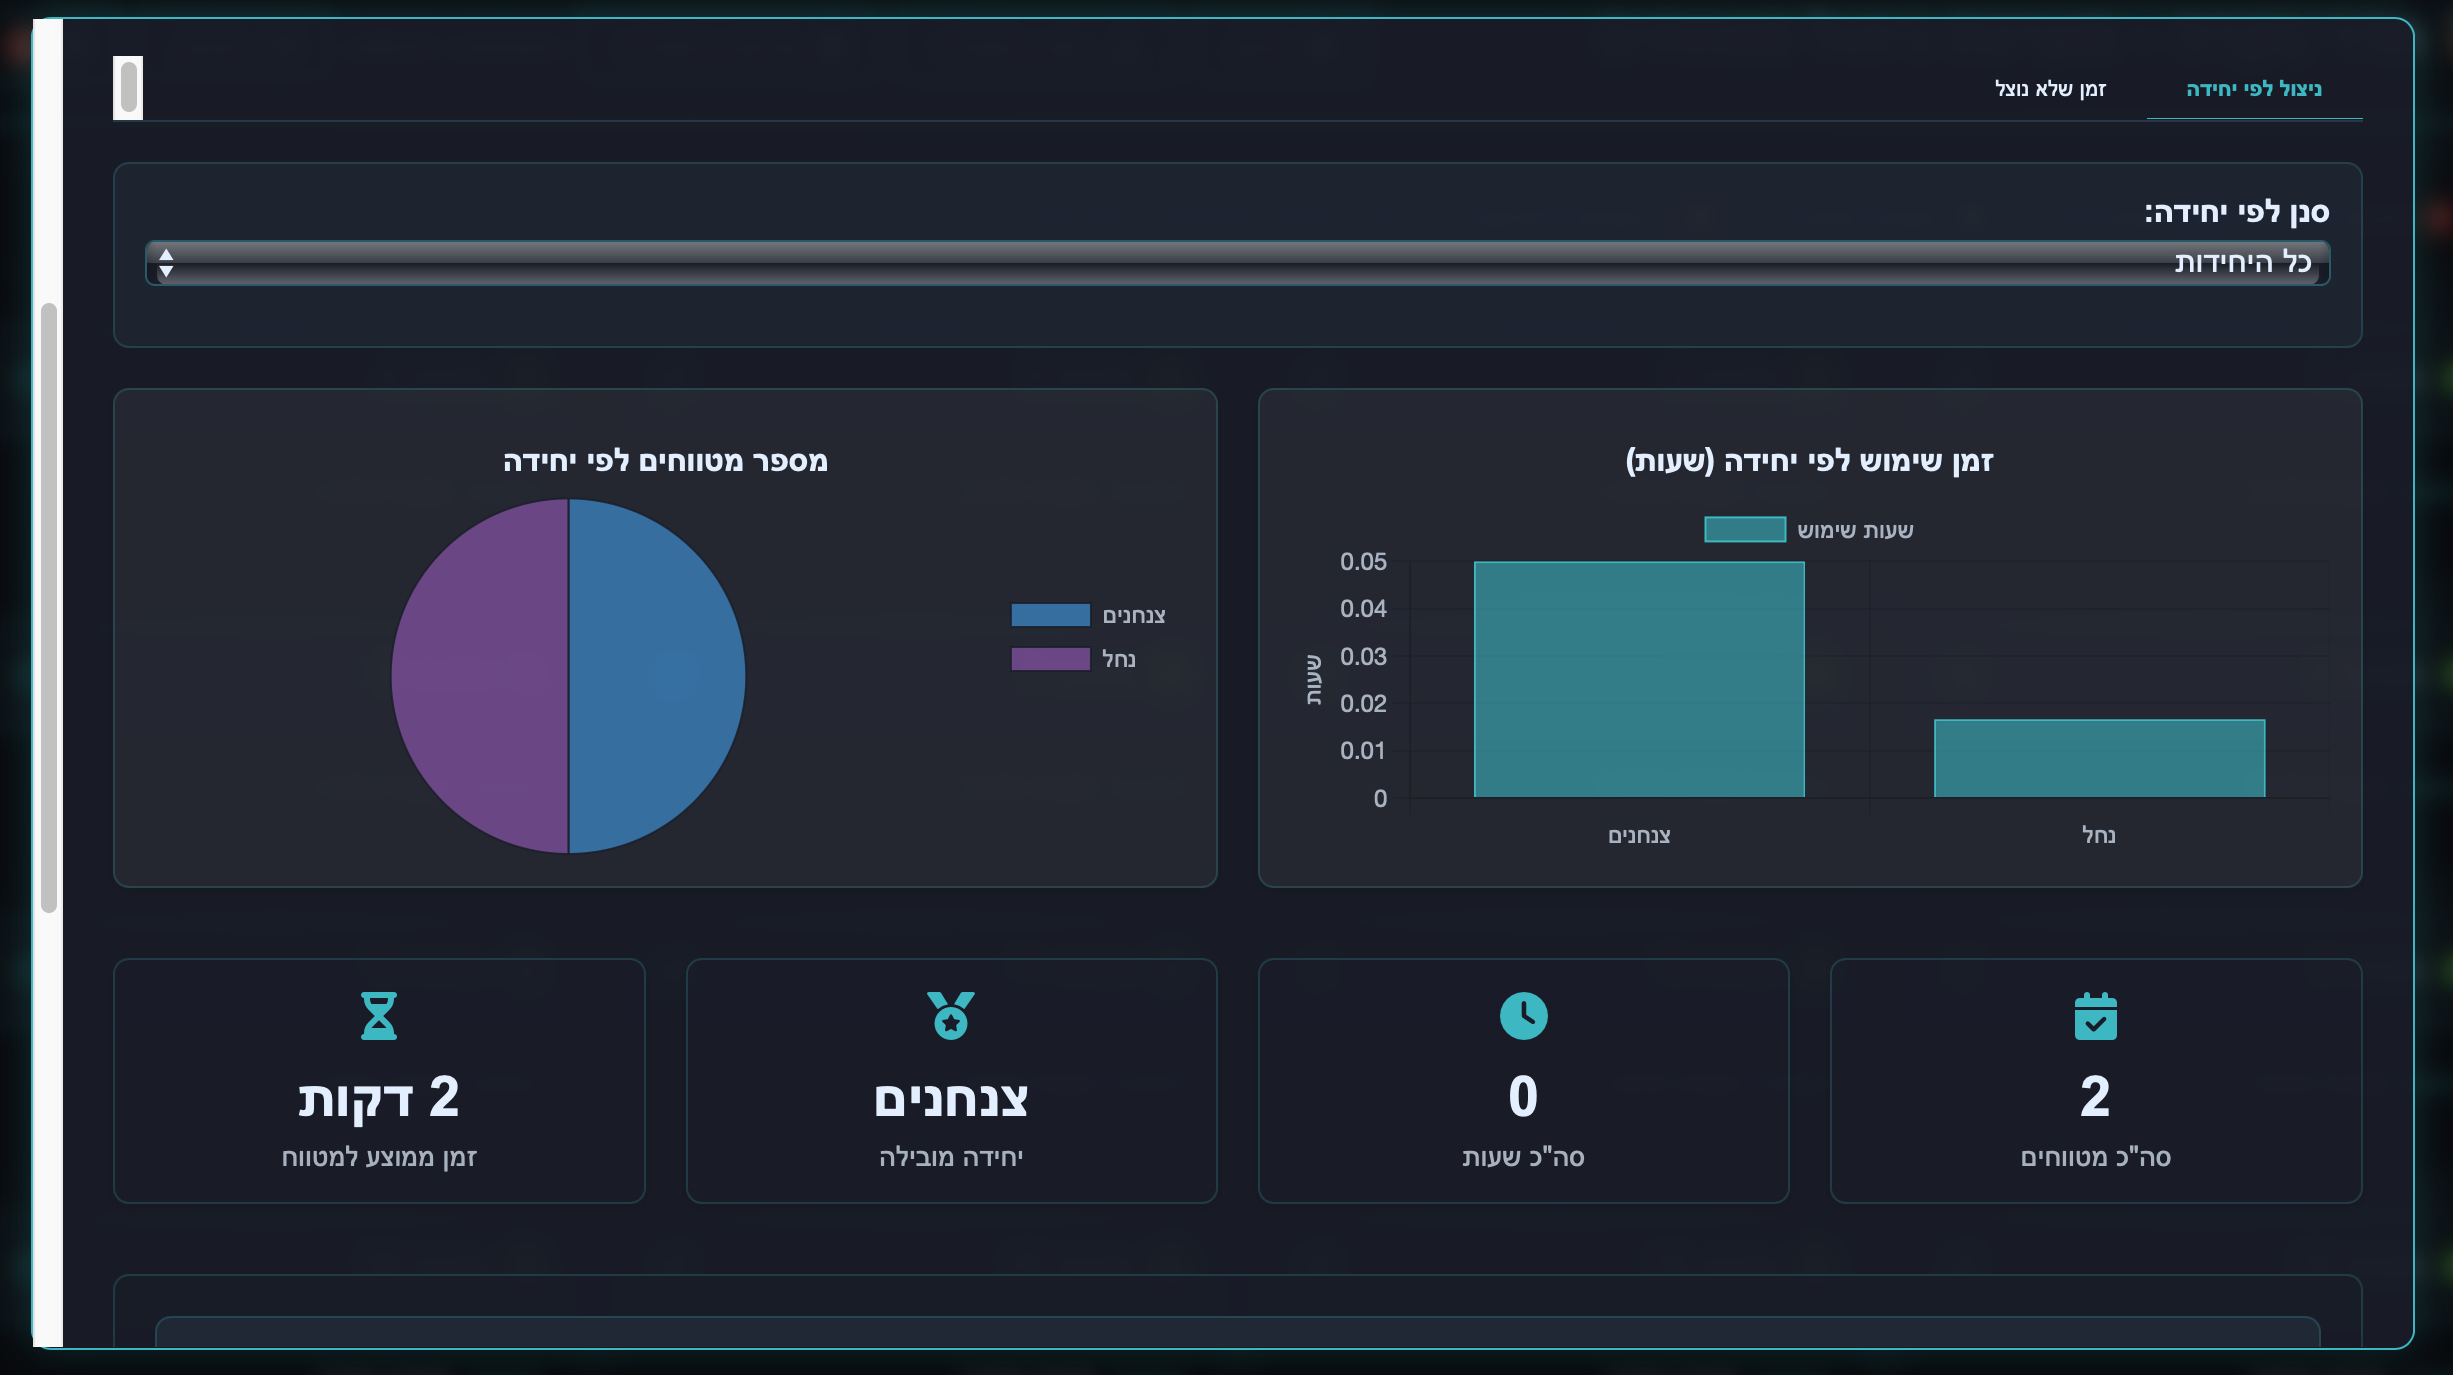 ניצול לפי יחידה
זמן שלא נוצל
סנן לפי יחידה:
כל היחידות
זמן שימוש לפי יחידה (שעות)
שעות שימוש
0.05
0.04
0.03
0.02
0.01
0
שעות
צנחנים
נחל
מספר מטווחים לפי יחידה
צנחנים
נחל
2
סה"כ מטווחים
0
סה"כ שעות
צנחנים
יחידה מובילה
2 דקות
זמן ממוצע למטווח